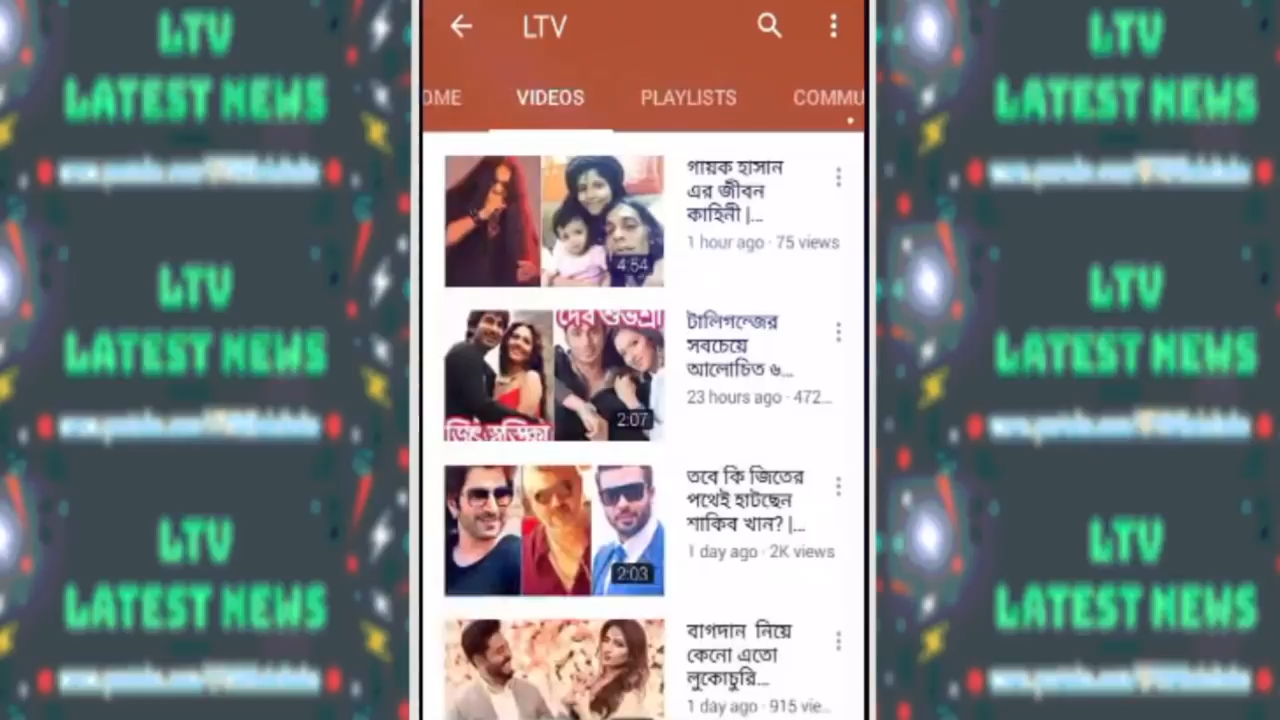 LTV
LATEST NEWS
LTV
LATEST NEWS
LTV
LATEST NEWS
LTV
OME VIDEOS PLAYLISTS COMMU
গায়ক হাসান
এর জীবন
কাহিনী |...
1 hour ago · 75 views
4:54
দেব শুভশ্রী
টালিগন্জের
সবচেয়ে
আলোচিত ৬...
23 hours ago · 472...
2:07
জিৎ স্বস্তিকা
তবে কি জিতের
পথেই হাটছেন
শাকিব খান? |...
1 day ago · 2K views
2:03
বাগদান নিয়ে
কেনো এতো
লুকোচুরি...
1 day ago · 915 vie...
LTV
LATEST NEWS
LTV
LATEST NEWS
LTV
LATEST NEWS